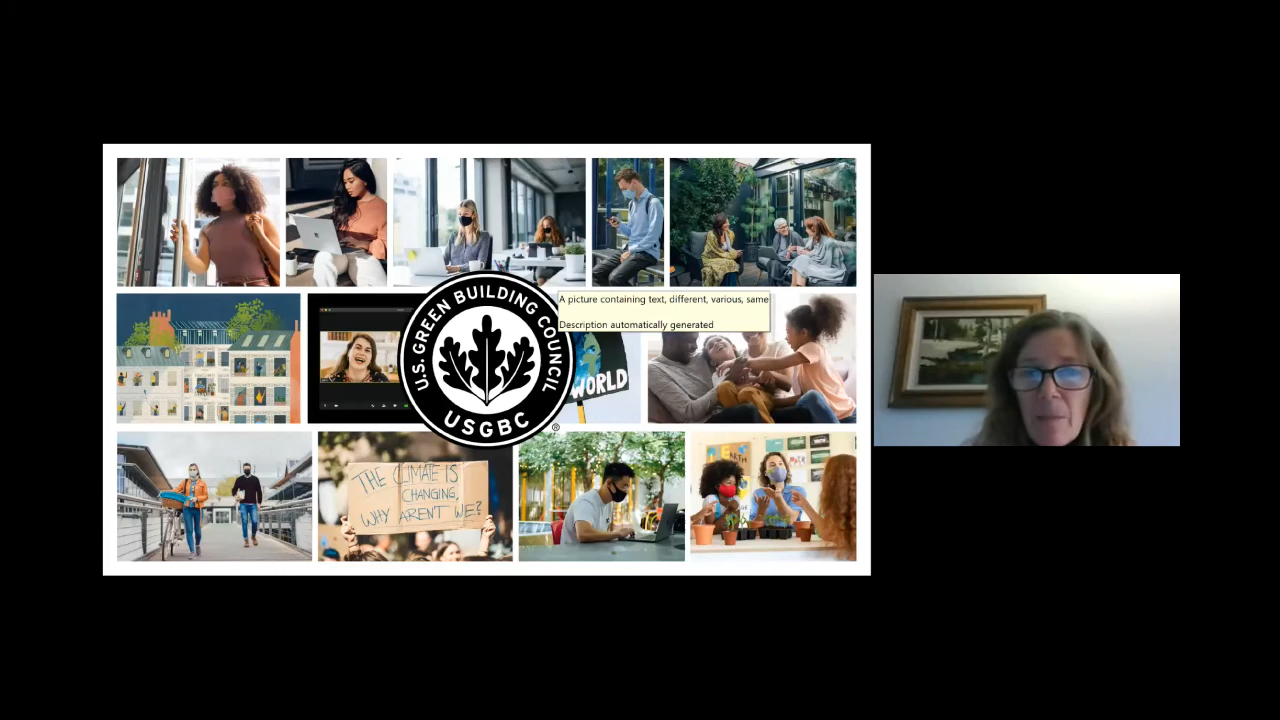 U.S. GREEN BUILDING COUNCIL
USGBC
®
A picture containing text, different, various, same
Description automatically generated
WORLD
THE CLIMATE IS
CHANGING,
WHY AREN'T WE?
EARTH